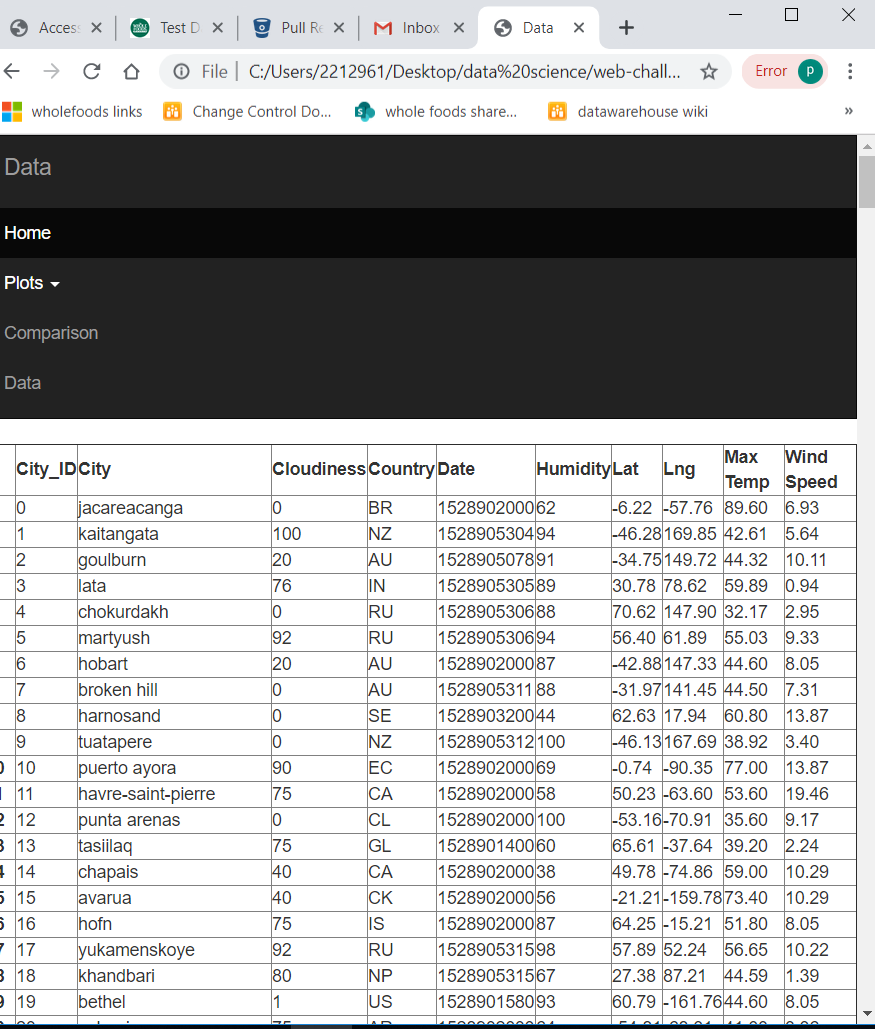 Acces Test D Pull Re Inbox Data
File C:/Users/2212961/Desktop/data%20science/web-chall... Error p
wholefoods links Change Control Do... whole foods share... datawarehouse wiki »
Data
Home
Plots
Comparison
Data
City_ID City Cloudiness Country Date Humidity Lat Lng Max Temp Wind Speed
0 jacareacanga 0 BR 1528902000 62 -6.22 -57.76 89.60 6.93
1 kaitangata 100 NZ 1528905304 94 -46.28 169.85 42.61 5.64
2 goulburn 20 AU 1528905078 91 -34.75 149.72 44.32 10.11
3 lata 76 IN 1528905305 89 30.78 78.62 59.89 0.94
4 chokurdakh 0 RU 1528905306 88 70.62 147.90 32.17 2.95
5 martyush 92 RU 1528905306 94 56.40 61.89 55.03 9.33
6 hobart 20 AU 1528902000 87 -42.88 147.33 44.60 8.05
7 broken hill 0 AU 1528905311 88 -31.97 141.45 44.50 7.31
8 harnosand 0 SE 1528903200 44 62.63 17.94 60.80 13.87
9 tuatapere 0 NZ 1528905312 100 -46.13 167.69 38.92 3.40
0 10 puerto ayora 90 EC 1528902000 69 -0.74 -90.35 77.00 13.87
1 11 havre-saint-pierre 75 CA 1528902000 58 50.23 -63.60 53.60 19.46
2 12 punta arenas 0 CL 1528902000 100 -53.16 -70.91 35.60 9.17
3 13 tasiilaq 75 GL 1528901400 60 65.61 -37.64 39.20 2.24
4 14 chapais 40 CA 1528902000 38 49.78 -74.86 59.00 10.29
5 15 avarua 40 CK 1528902000 56 -21.21 -159.78 73.40 10.29
6 16 hofn 75 IS 1528902000 87 64.25 -15.21 51.80 8.05
7 17 yukamenskoye 92 RU 1528905315 98 57.89 52.24 56.65 10.22
8 18 khandbari 80 NP 1528905315 67 27.38 87.21 44.59 1.39
9 19 bethel 1 US 1528901580 93 60.79 -161.76 44.60 8.05